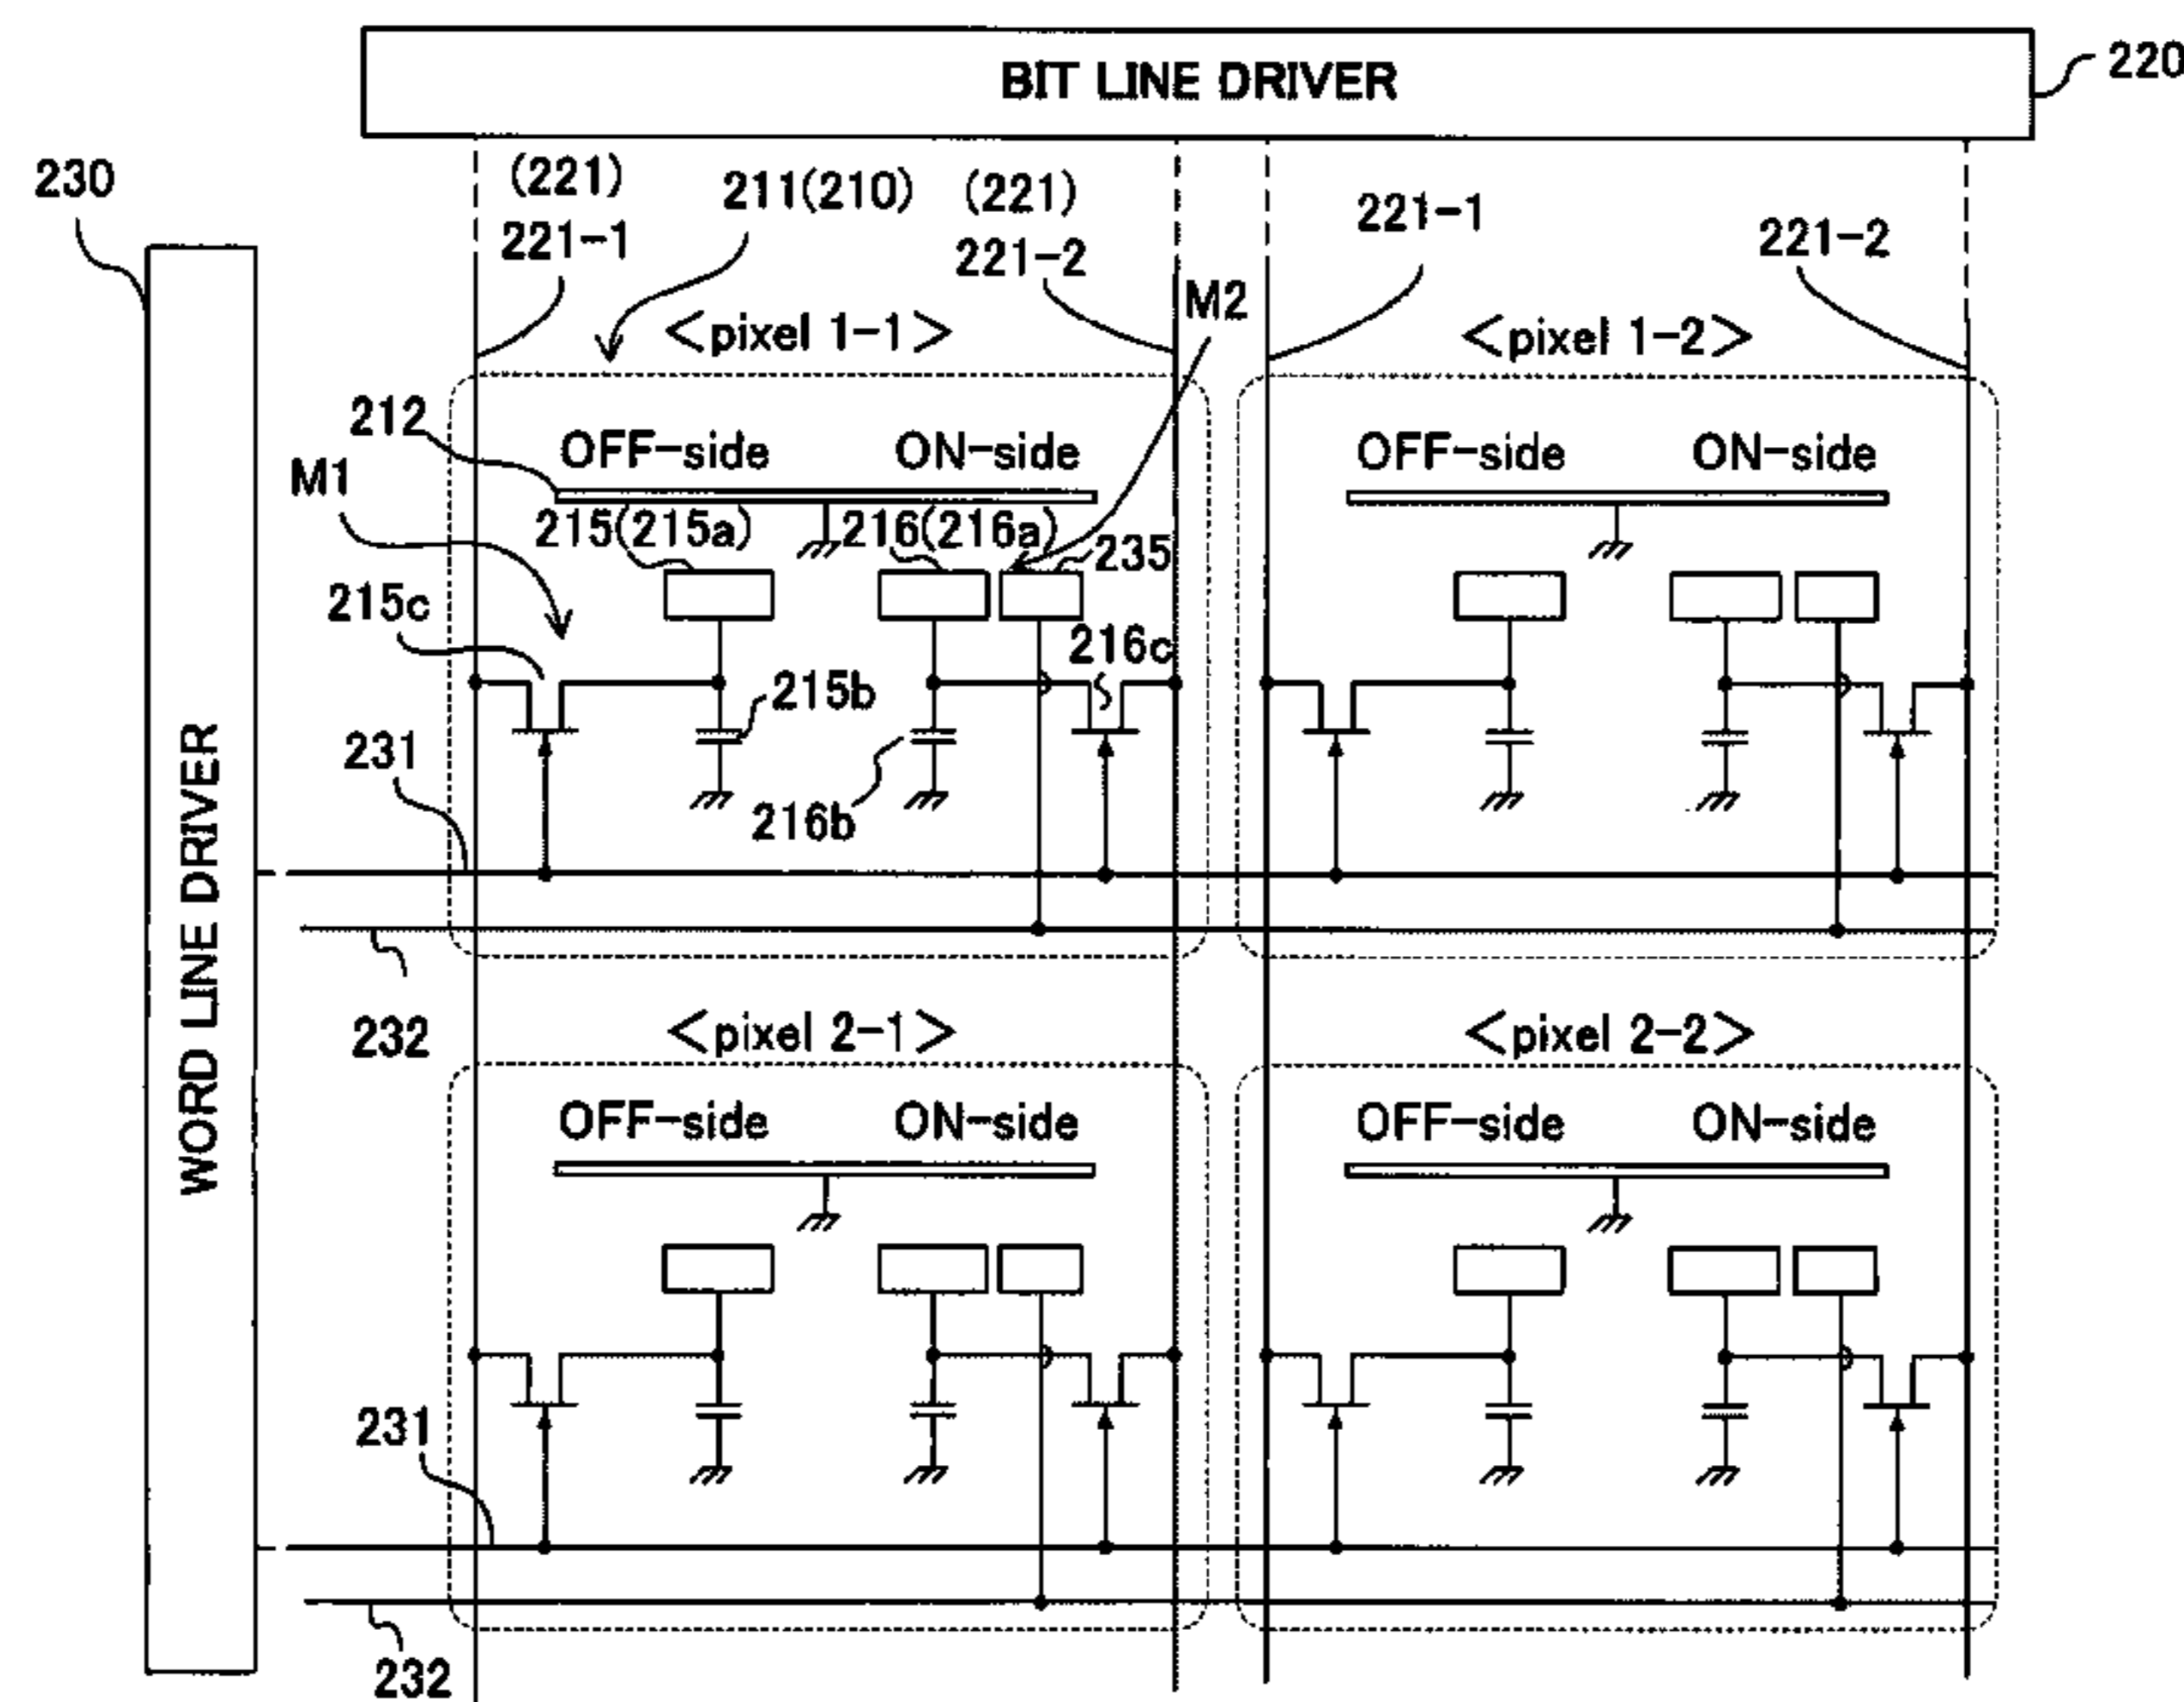 BIT LINE DRIVER
220
230
(221)
221-1
211(210)
(221)
221-2
221-1
221-2
M2
<pixel 1-1>
<pixel 1-2>
212
OFF-side
ON-side
OFF-side
ON-side
M1
215(215a)
216(216a)
235
215c
216c
215b
216b
231
232
WORD LINE DRIVER
<pixel 2-1>
<pixel 2-2>
OFF-side
ON-side
OFF-side
ON-side
231
232